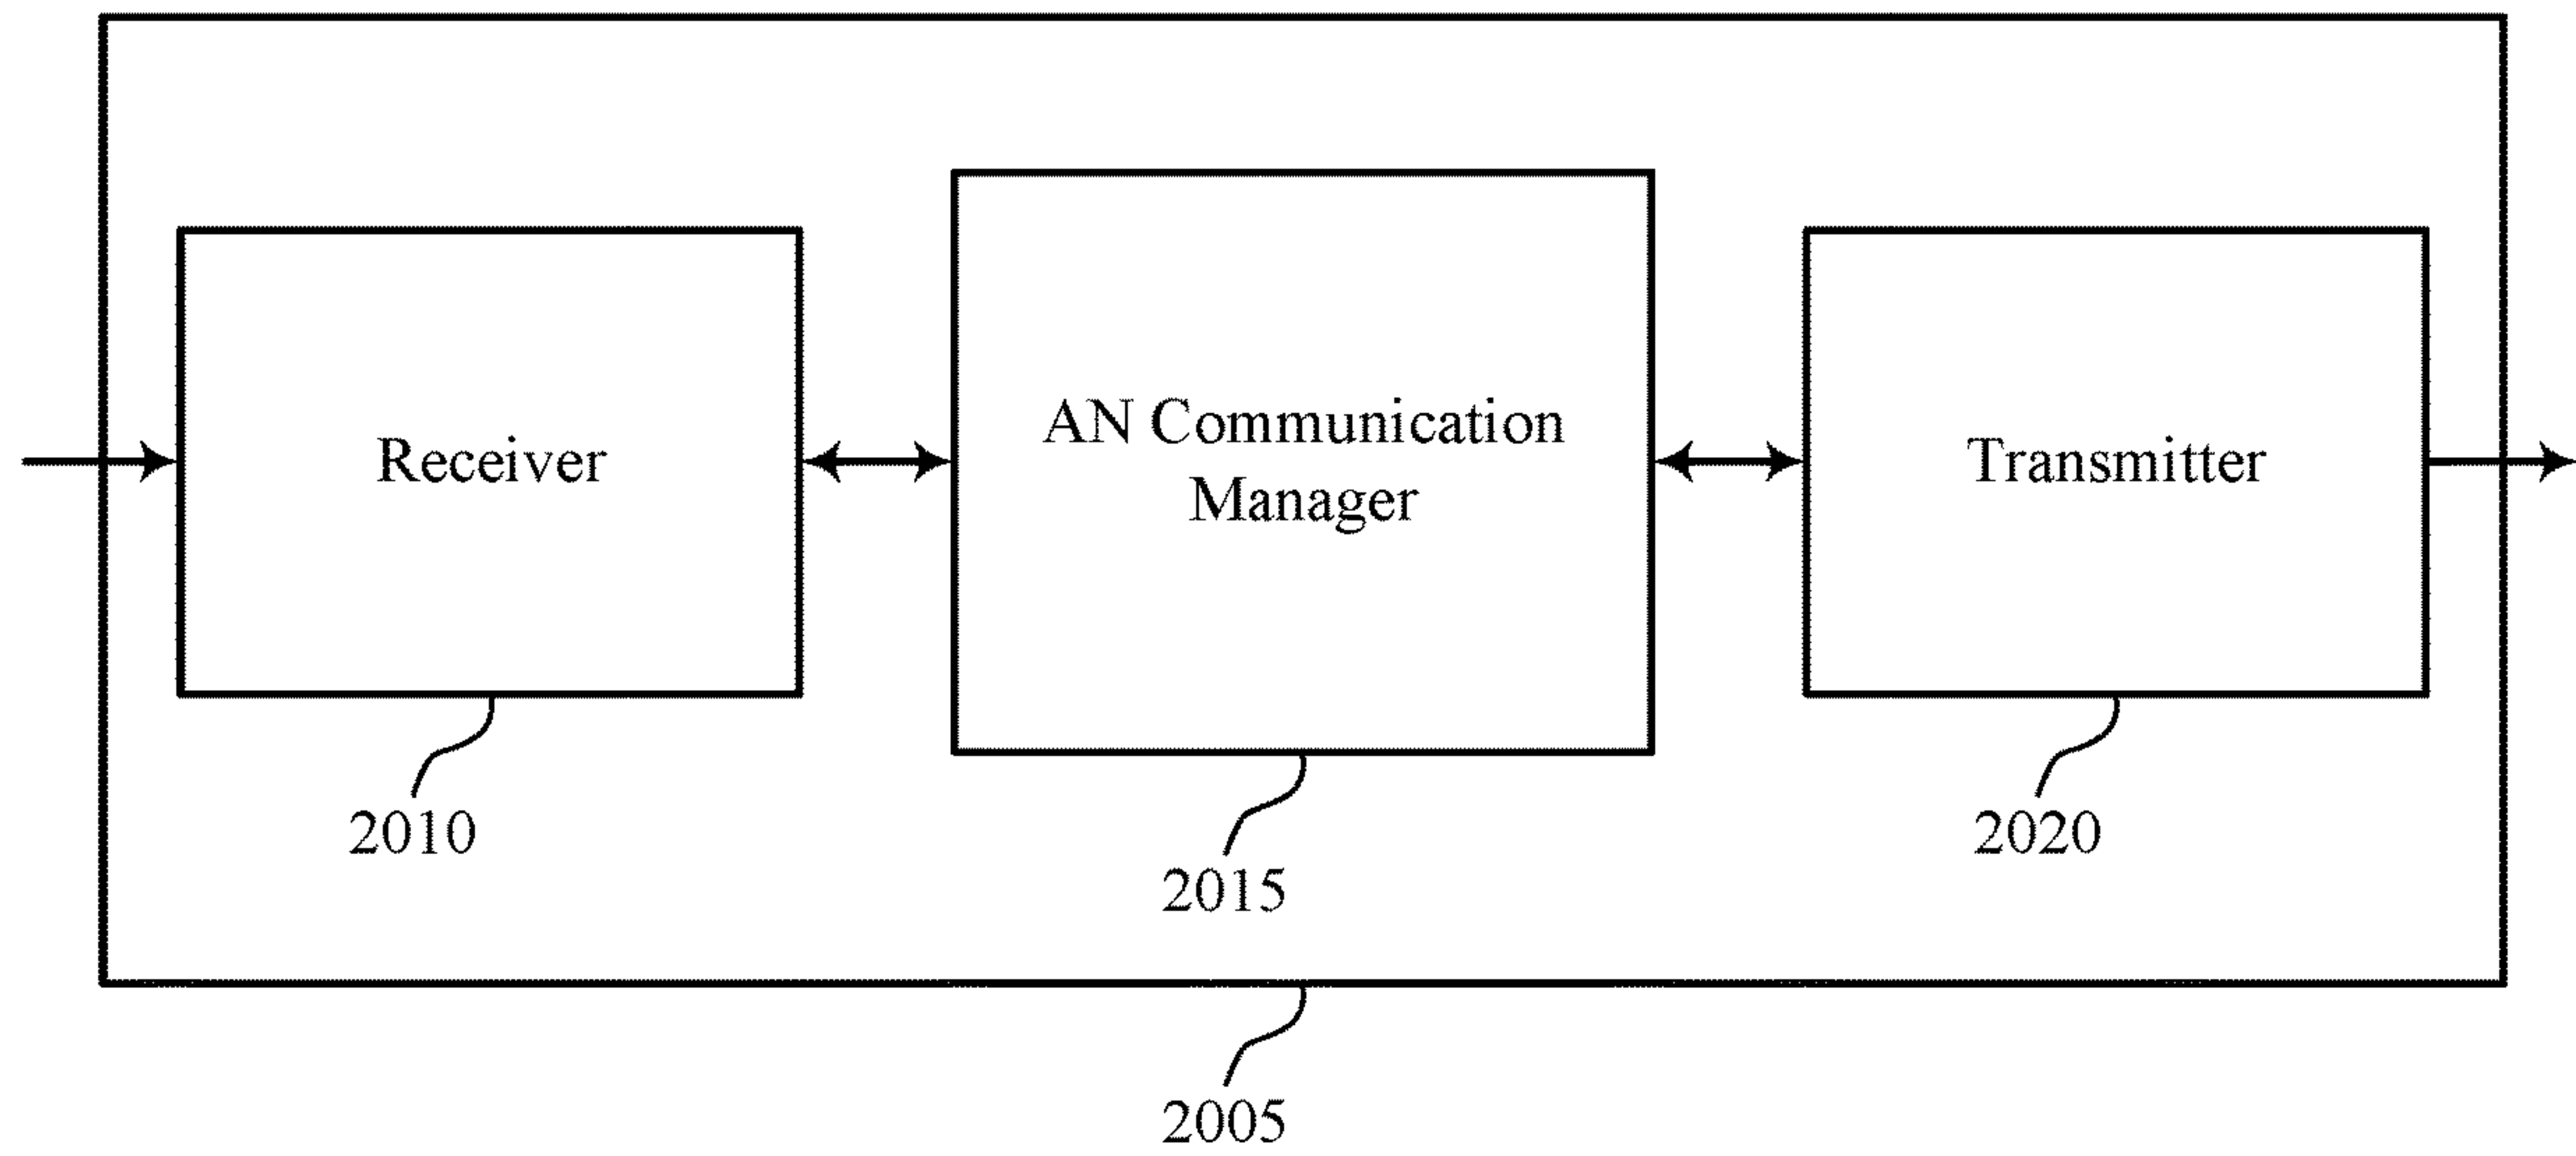 Receiver
AN Communication
Manager
Transmitter
2010
2015
2020
2005